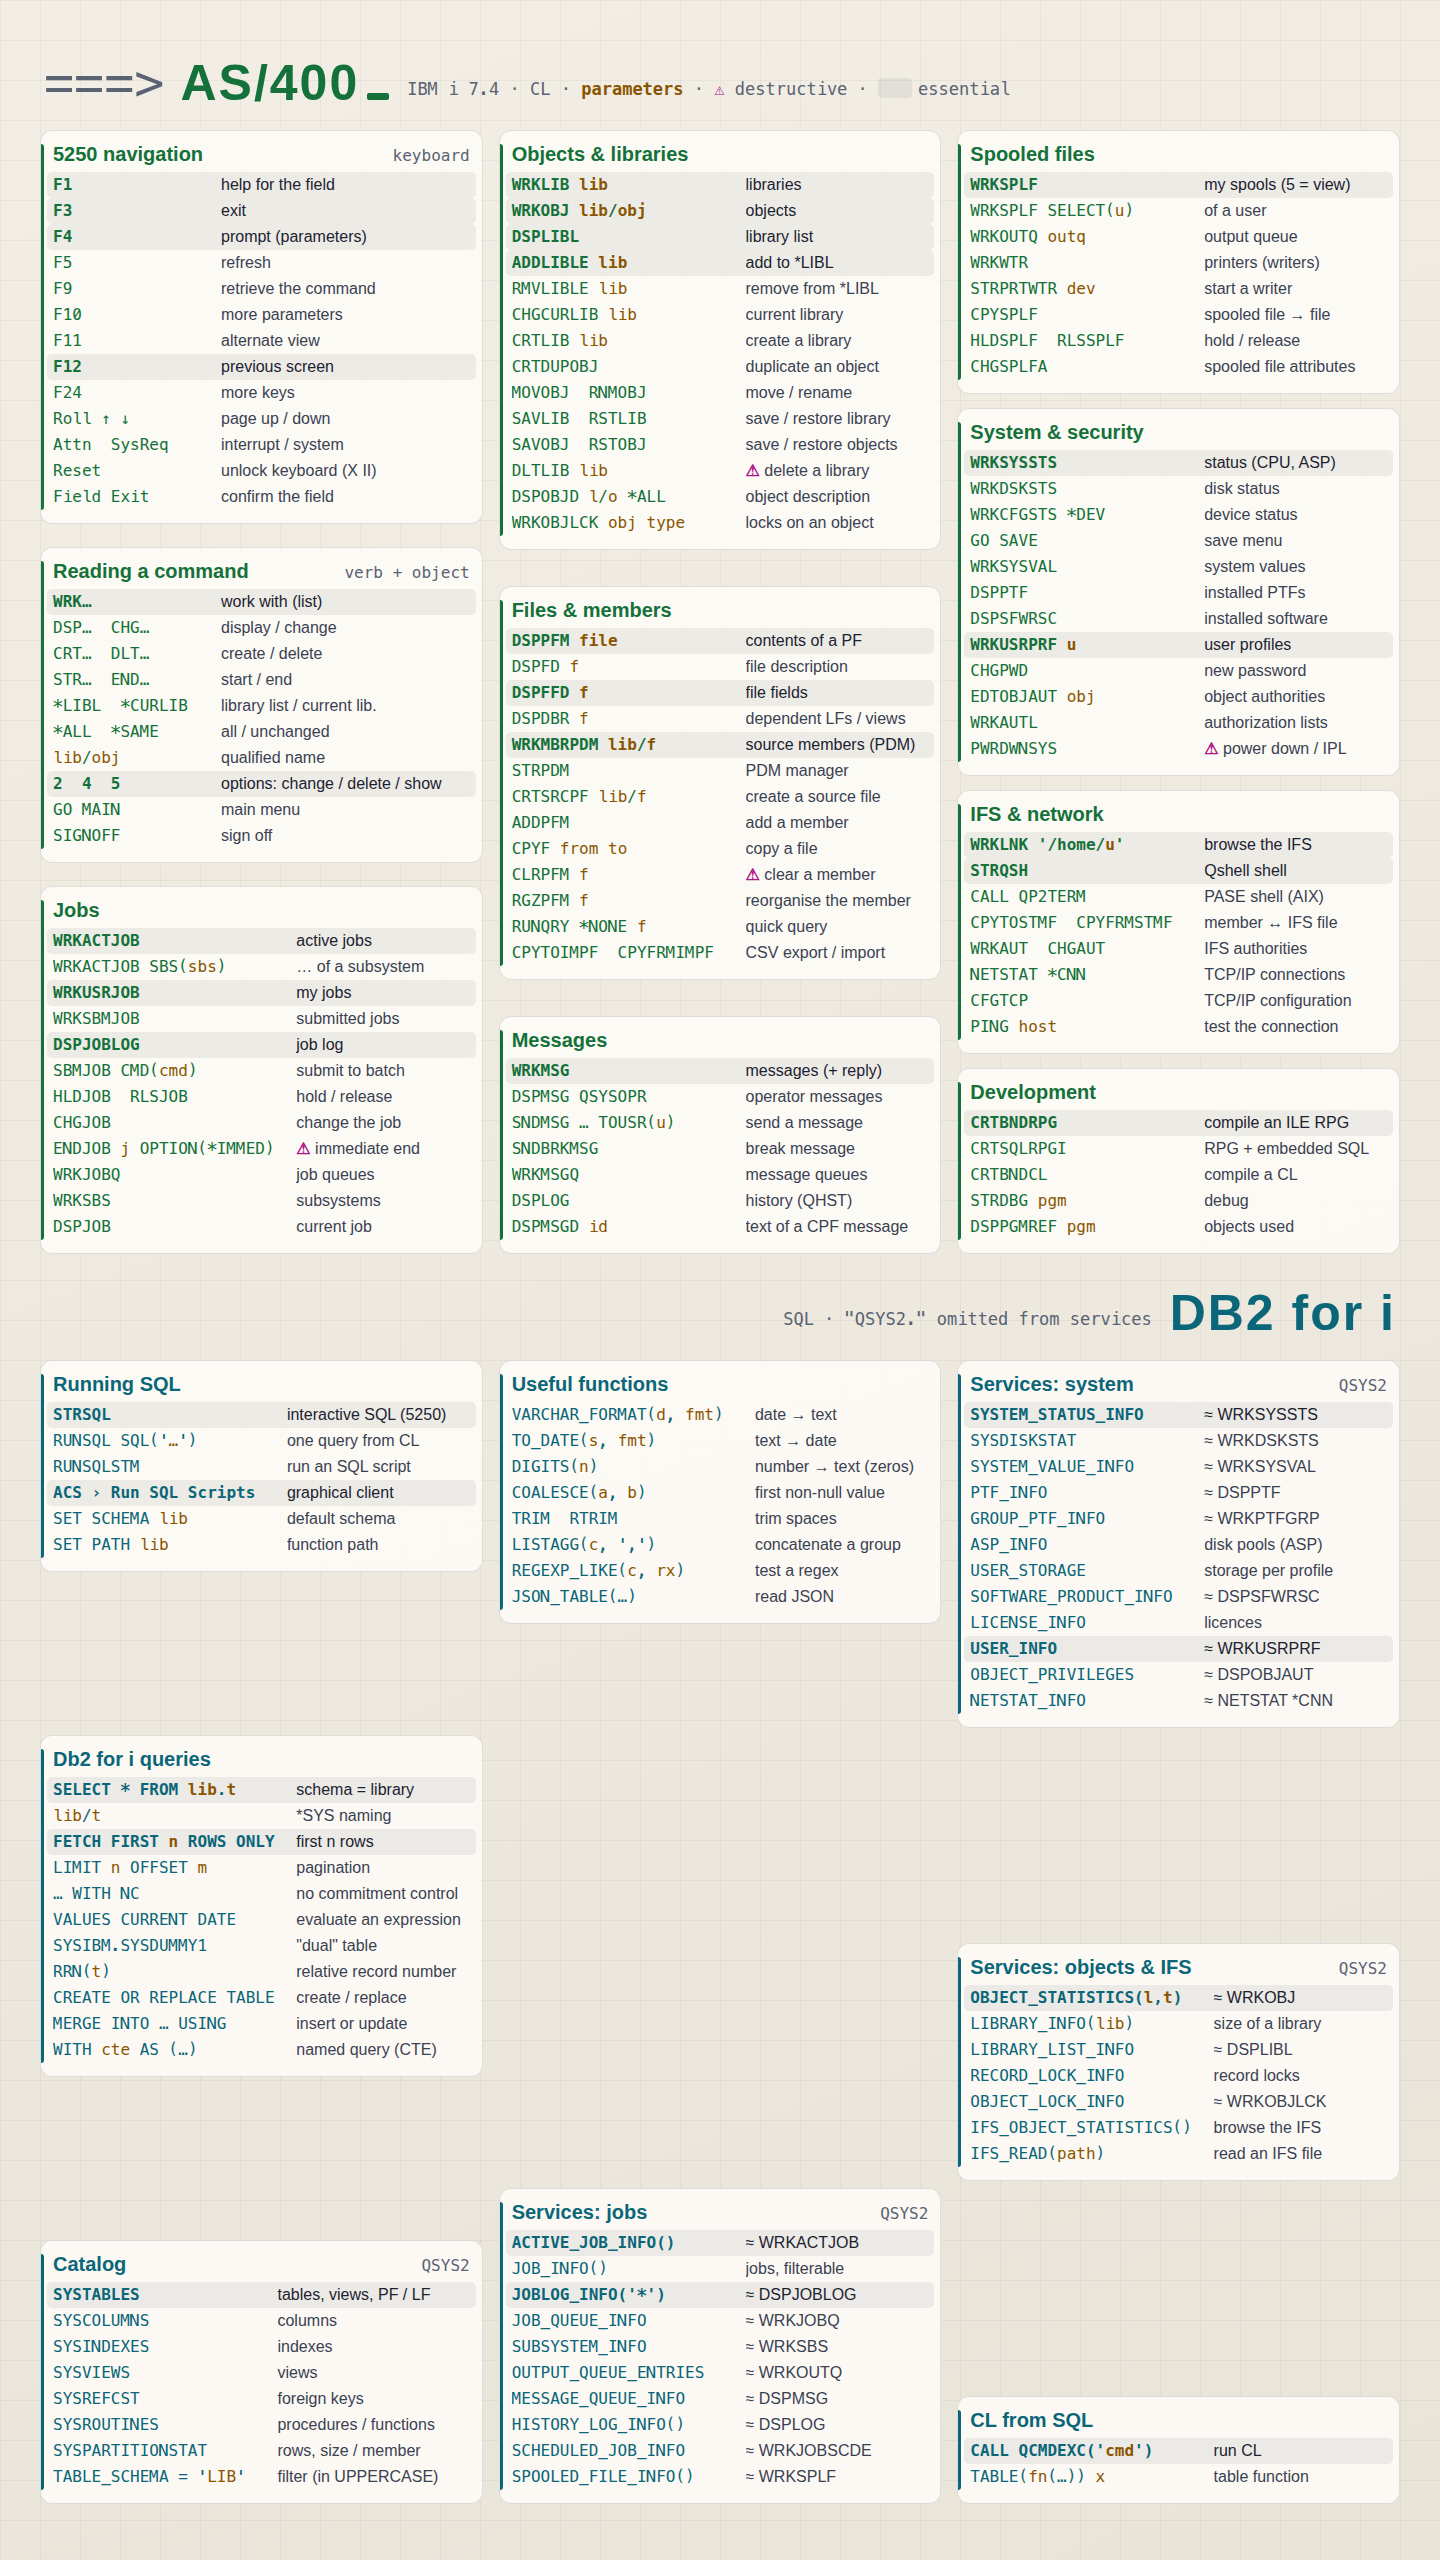 ===> AS/400_ IBM i 7.4 · CL · parameters · ⚠ destructive · essential
5250 navigation keyboard
F1 help for the field
F3 exit
F4 prompt (parameters)
F5 refresh
F9 retrieve the command
F10 more parameters
F11 alternate view
F12 previous screen
F24 more keys
Roll ↑ ↓ page up / down
Attn SysReq interrupt / system
Reset unlock keyboard (X II)
Field Exit confirm the field
Reading a command verb + object
WRK… work with (list)
DSP… CHG… display / change
CRT… DLT… create / delete
STR… END… start / end
*LIBL *CURLIB library list / current lib.
*ALL *SAME all / unchanged
lib/obj qualified name
2 4 5 options: change / delete / show
GO MAIN main menu
SIGNOFF sign off
Jobs
WRKACTJOB active jobs
WRKACTJOB SBS(sbs) … of a subsystem
WRKUSRJOB my jobs
WRKSBMJOB submitted jobs
DSPJOBLOG job log
SBMJOB CMD(cmd) submit to batch
HLDJOB RLSJOB hold / release
CHGJOB change the job
ENDJOB j OPTION(*IMMED) ⚠ immediate end
WRKJOBQ job queues
WRKSBS subsystems
DSPJOB current job
Objects & libraries
WRKLIB lib libraries
WRKOBJ lib/obj objects
DSPLIBL library list
ADDLIBLE lib add to *LIBL
RMVLIBLE lib remove from *LIBL
CHGCURLIB lib current library
CRTLIB lib create a library
CRTDUPOBJ duplicate an object
MOVOBJ RNMOBJ move / rename
SAVLIB RSTLIB save / restore library
SAVOBJ RSTOBJ save / restore objects
DLTLIB lib ⚠ delete a library
DSPOBJD l/o *ALL object description
WRKOBJLCK obj type locks on an object
Files & members
DSPPFM file contents of a PF
DSPFD f file description
DSPFFD f file fields
DSPDBR f dependent LFs / views
WRKMBRPDM lib/f source members (PDM)
STRPDM PDM manager
CRTSRCPF lib/f create a source file
ADDPFM add a member
CPYF from to copy a file
CLRPFM f ⚠ clear a member
RGZPFM f reorganise the member
RUNQRY *NONE f quick query
CPYTOIMPF CPYFRMIMPF CSV export / import
Messages
WRKMSG messages (+ reply)
DSPMSG QSYSOPR operator messages
SNDMSG … TOUSR(u) send a message
SNDBRKMSG break message
WRKMSGQ message queues
DSPLOG history (QHST)
DSPMSGD id text of a CPF message
Spooled files
WRKSPLF my spools (5 = view)
WRKSPLF SELECT(u) of a user
WRKOUTQ outq output queue
WRKWTR printers (writers)
STRPRTWTR dev start a writer
CPYSPLF spooled file → file
HLDSPLF RLSSPLF hold / release
CHGSPLFA spooled file attributes
System & security
WRKSYSSTS status (CPU, ASP)
WRKDSKSTS disk status
WRKCFGSTS *DEV device status
GO SAVE save menu
WRKSYSVAL system values
DSPPTF installed PTFs
DSPSFWRSC installed software
WRKUSRPRF u user profiles
CHGPWD new password
EDTOBJAUT obj object authorities
WRKAUTL authorization lists
PWRDWNSYS ⚠ power down / IPL
IFS & network
WRKLNK '/home/u' browse the IFS
STRQSH Qshell shell
CALL QP2TERM PASE shell (AIX)
CPYTOSTMF CPYFRMSTMF member ↔ IFS file
WRKAUT CHGAUT IFS authorities
NETSTAT *CNN TCP/IP connections
CFGTCP TCP/IP configuration
PING host test the connection
Development
CRTBNDRPG compile an ILE RPG
CRTSQLRPGI RPG + embedded SQL
CRTBNDCL compile a CL
STRDBG pgm debug
DSPPGMREF pgm objects used
SQL · "QSYS2." omitted from services DB2 for i
Running SQL
STRSQL interactive SQL (5250)
RUNSQL SQL('…') one query from CL
RUNSQLSTM run an SQL script
ACS › Run SQL Scripts graphical client
SET SCHEMA lib default schema
SET PATH lib function path
Db2 for i queries
SELECT * FROM lib.t schema = library
lib/t *SYS naming
FETCH FIRST n ROWS ONLY first n rows
LIMIT n OFFSET m pagination
… WITH NC no commitment control
VALUES CURRENT DATE evaluate an expression
SYSIBM.SYSDUMMY1 "dual" table
RRN(t) relative record number
CREATE OR REPLACE TABLE create / replace
MERGE INTO … USING insert or update
WITH cte AS (…) named query (CTE)
Catalog QSYS2
SYSTABLES tables, views, PF / LF
SYSCOLUMNS columns
SYSINDEXES indexes
SYSVIEWS views
SYSREFCST foreign keys
SYSROUTINES procedures / functions
SYSPARTITIONSTAT rows, size / member
TABLE_SCHEMA = 'LIB' filter (in UPPERCASE)
Useful functions
VARCHAR_FORMAT(d, fmt) date → text
TO_DATE(s, fmt) text → date
DIGITS(n) number → text (zeros)
COALESCE(a, b) first non-null value
TRIM RTRIM trim spaces
LISTAGG(c, ',') concatenate a group
REGEXP_LIKE(c, rx) test a regex
JSON_TABLE(…) read JSON
Services: jobs QSYS2
ACTIVE_JOB_INFO() ≈ WRKACTJOB
JOB_INFO() jobs, filterable
JOBLOG_INFO('*') ≈ DSPJOBLOG
JOB_QUEUE_INFO ≈ WRKJOBQ
SUBSYSTEM_INFO ≈ WRKSBS
OUTPUT_QUEUE_ENTRIES ≈ WRKOUTQ
MESSAGE_QUEUE_INFO ≈ DSPMSG
HISTORY_LOG_INFO() ≈ DSPLOG
SCHEDULED_JOB_INFO ≈ WRKJOBSCDE
SPOOLED_FILE_INFO() ≈ WRKSPLF
Services: system QSYS2
SYSTEM_STATUS_INFO ≈ WRKSYSSTS
SYSDISKSTAT ≈ WRKDSKSTS
SYSTEM_VALUE_INFO ≈ WRKSYSVAL
PTF_INFO ≈ DSPPTF
GROUP_PTF_INFO ≈ WRKPTFGRP
ASP_INFO disk pools (ASP)
USER_STORAGE storage per profile
SOFTWARE_PRODUCT_INFO ≈ DSPSFWRSC
LICENSE_INFO licences
USER_INFO ≈ WRKUSRPRF
OBJECT_PRIVILEGES ≈ DSPOBJAUT
NETSTAT_INFO ≈ NETSTAT *CNN
Services: objects & IFS QSYS2
OBJECT_STATISTICS(l,t) ≈ WRKOBJ
LIBRARY_INFO(lib) size of a library
LIBRARY_LIST_INFO ≈ DSPLIBL
RECORD_LOCK_INFO record locks
OBJECT_LOCK_INFO ≈ WRKOBJLCK
IFS_OBJECT_STATISTICS() browse the IFS
IFS_READ(path) read an IFS file
CL from SQL
CALL QCMDEXC('cmd') run CL
TABLE(fn(…)) x table function